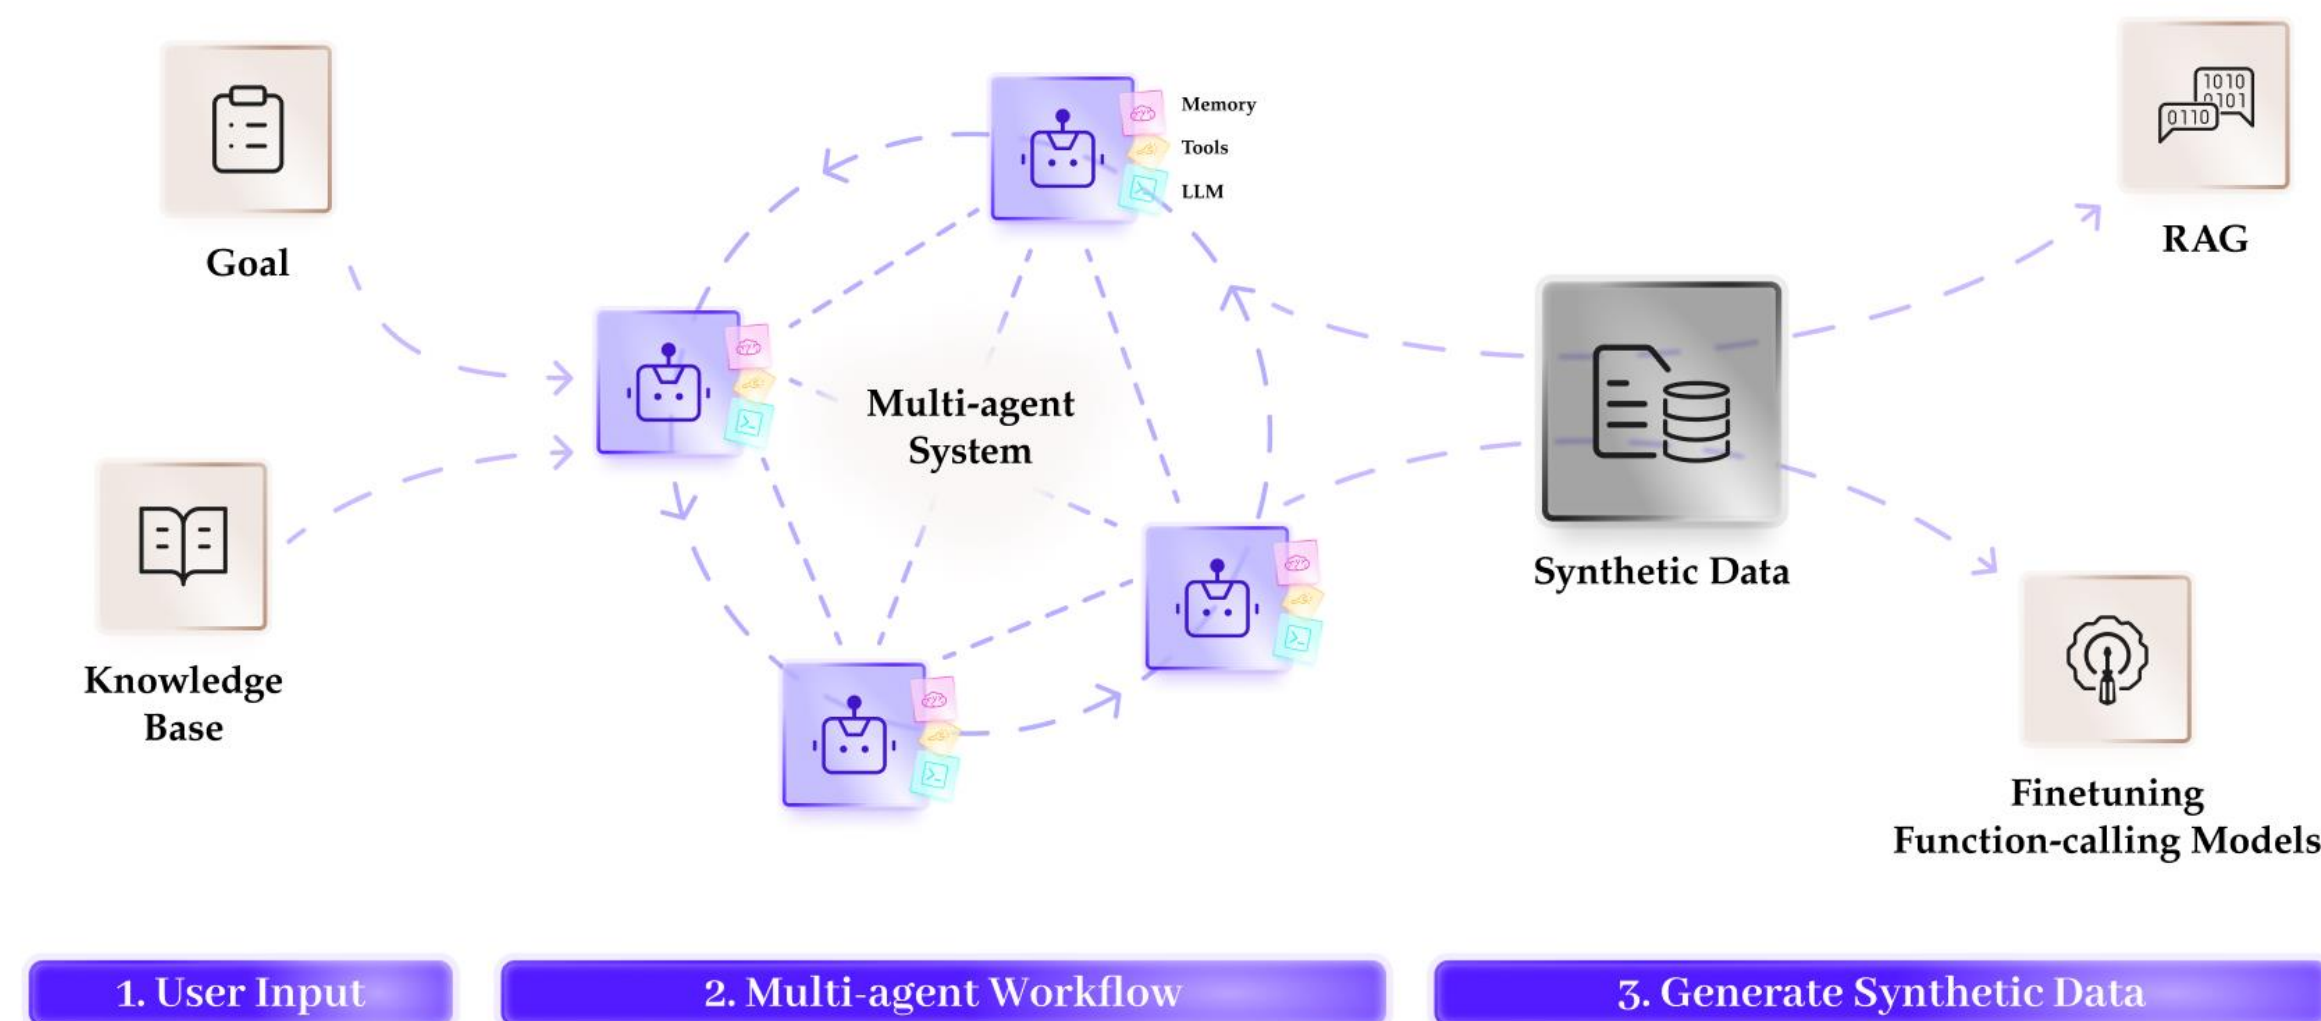 Goal
Knowledge
Base
Memory
Tools
LLM
Multi-agent
System
Synthetic Data
1010
0101
0110
RAG
Finetuning
Function-calling Models
1. User Input
2. Multi-agent Workflow
3. Generate Synthetic Data